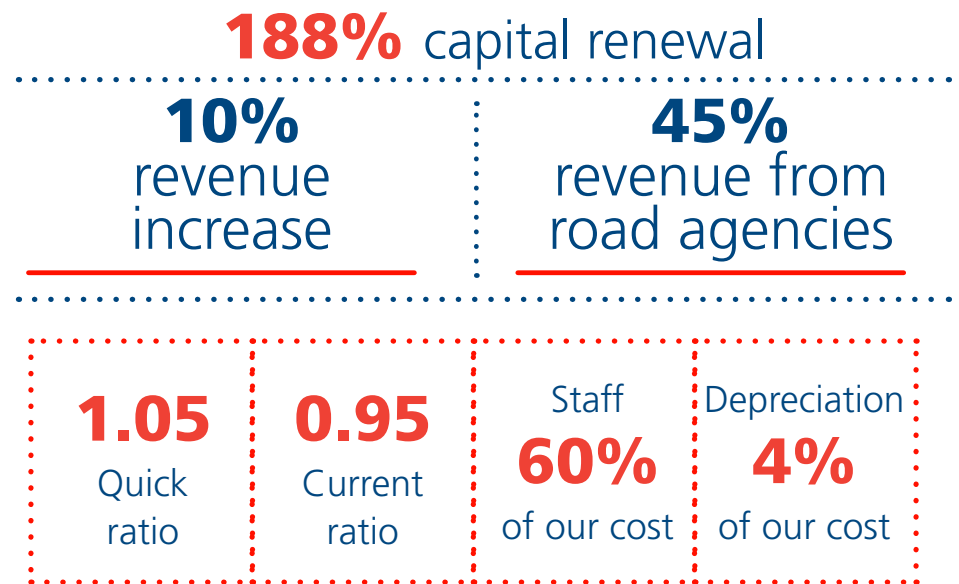 188% capital renewal
10%
revenue
increase
45%
revenue from
road agencies
1.05
Quick
ratio
0.95
Current
ratio
Staff
60%
of our cost
Depreciation
4%
of our cost